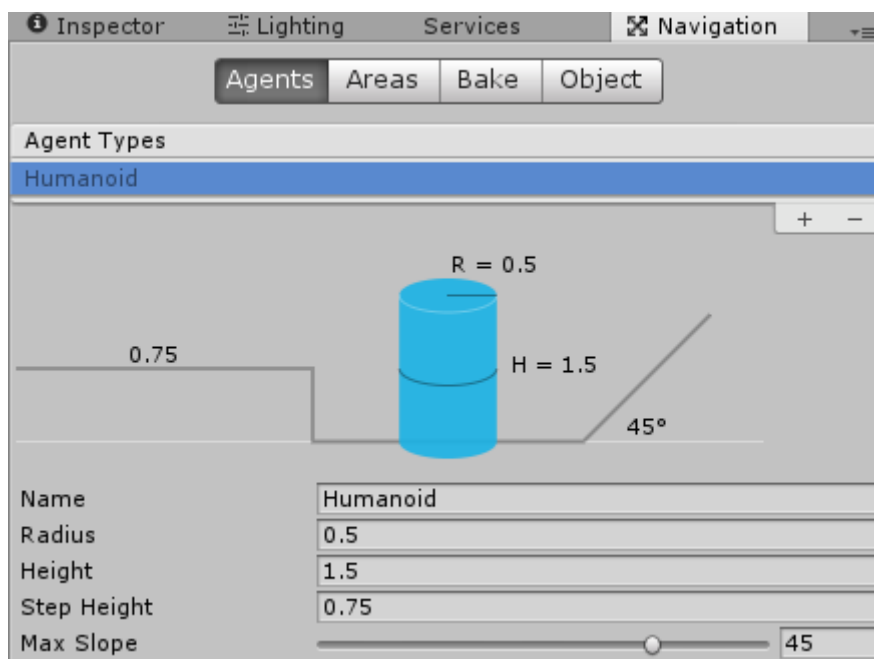 Inspector Lighting Services Navigation
Agents Areas Bake Object
Agent Types
Humanoid
+ −
R = 0.5
0.75
H = 1.5
45°
Name Humanoid
Radius 0.5
Height 1.5
Step Height 0.75
Max Slope 45